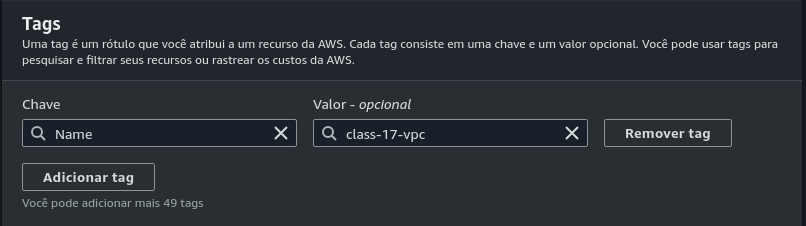 Tags
Uma tag é um rótulo que você atribui a um recurso da AWS. Cada tag consiste em uma chave e um valor opcional. Você pode usar tags para
pesquisar e filtrar seus recursos ou rastrear os custos da AWS.
Chave
Valor - opcional
Name
class-17-vpc
Remover tag
Adicionar tag
Você pode adicionar mais 49 tags